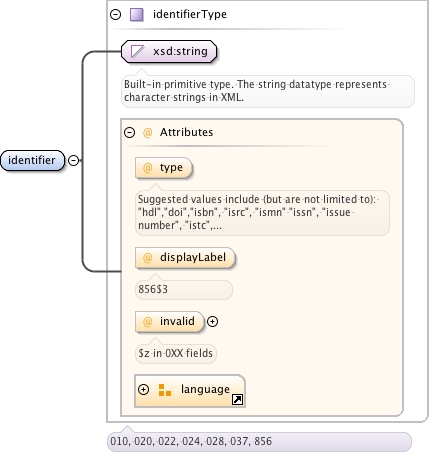 identifierType
xsd:string
Built-in primitive type. The string datatype represents
character strings in XML.
identifier
@ Attributes
@ type
Suggested values include (but are not limited to):
"hdl","doi","isbn", "isrc", "ismn" "issn", "issue
number", "istc",...
@ displayLabel
856$3
@ invalid
$z in 0XX fields
language
010, 020, 022, 024, 028, 037, 856